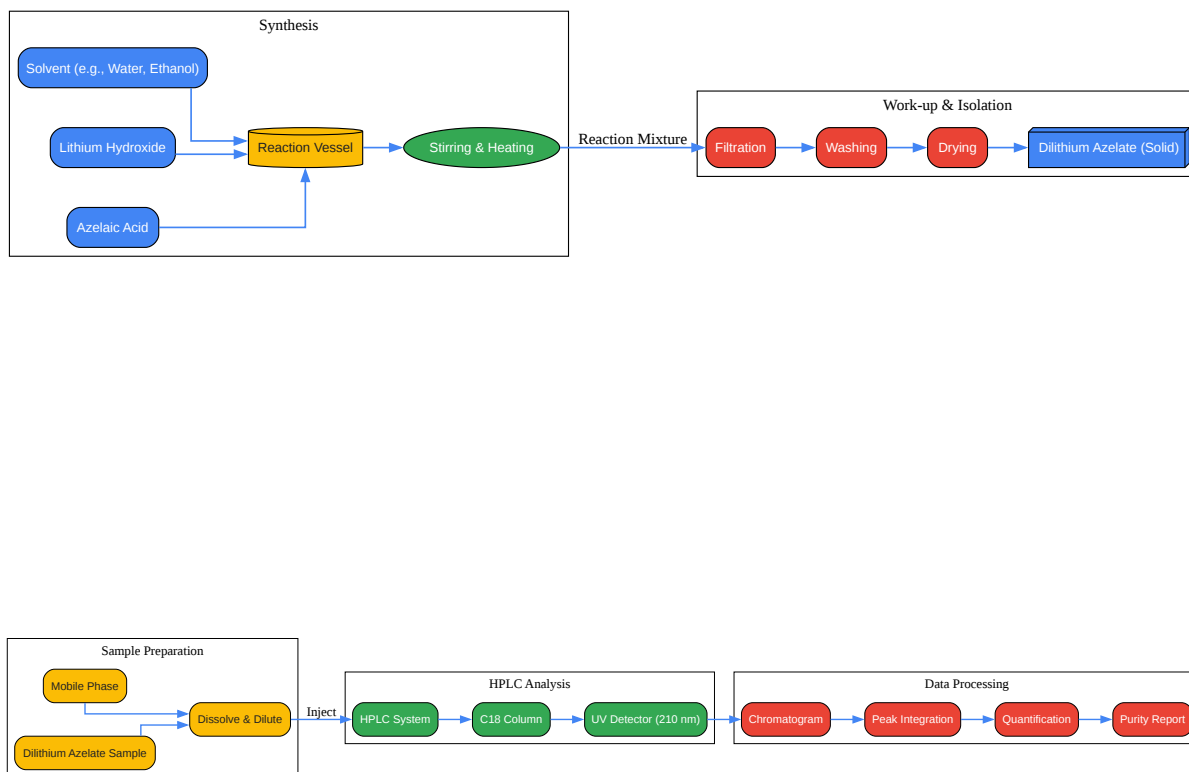 Synthesis
Solvent (e.g., Water, Ethanol)
Lithium Hydroxide
Reaction Vessel
Stirring & Heating
Azelaic Acid
Reaction Mixture
Work-up & Isolation
Filtration
Washing
Drying
Dilithium Azelate (Solid)
Sample Preparation
Mobile Phase
Dissolve & Dilute
Dilithium Azelate Sample
Inject
HPLC Analysis
HPLC System
C18 Column
UV Detector (210 nm)
Data Processing
Chromatogram
Peak Integration
Quantification
Purity Report